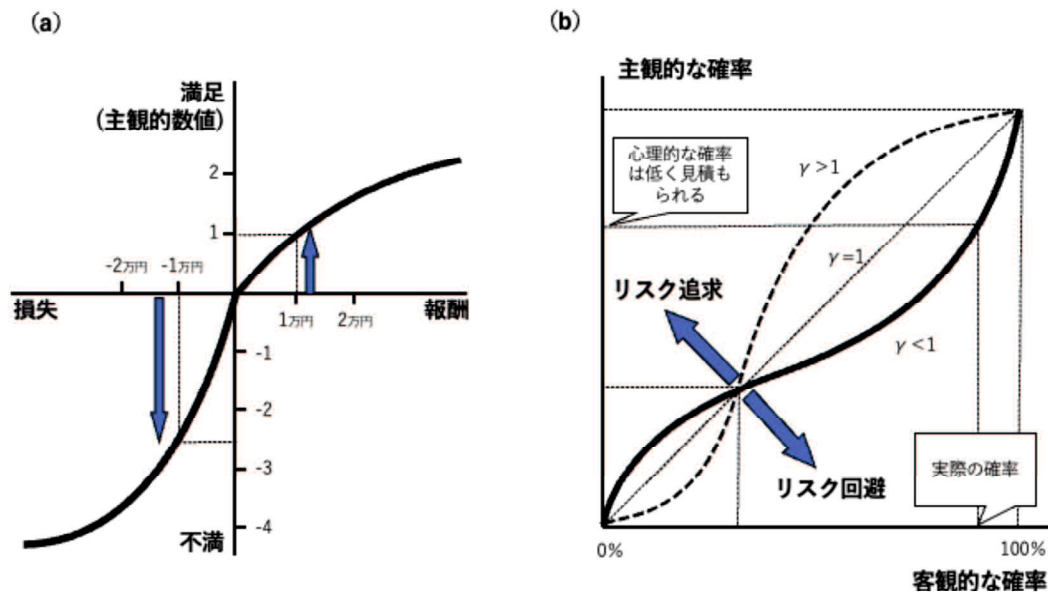 (a)
満足
(主観的数値)
2
1
-2万円
-1万円
損失
報酬
1万円
2万円
-1
-2
-3
-4
不満
(b)
主観的な確率
心理的な確率
は低く見積も
られる
γ>1
γ=1
リスク追求
γ<1
リスク回避
実際の確率
0%
100%
客観的な確率